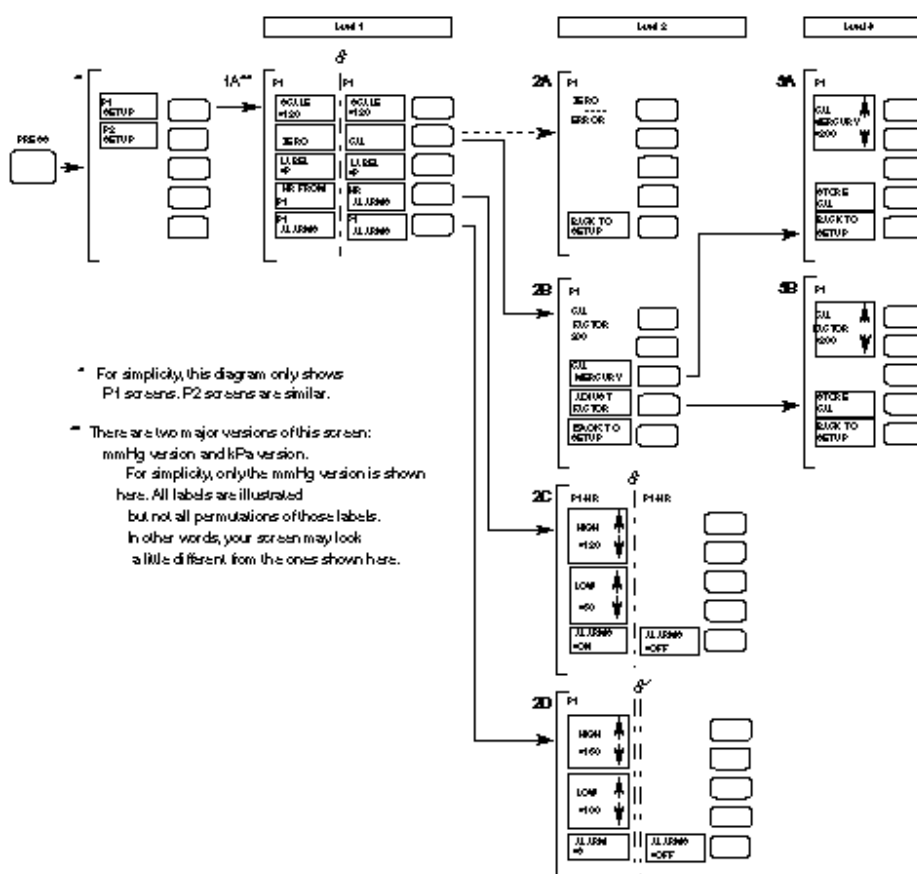 Level 1
Level 2
PRESS
*
P1 SETUP
P2 SETUP
1A**
or
P1
P1
SCALE =120
SCALE =120
ZERO
CAL
LABEL =P
LABEL =P
HR FROM P1
HR ALARMS
P1 ALARMS
P1 ALARMS
2A
P1
ZERO
----
ERROR
BACK TO SETUP
3A
P1
CAL MERCURY =200
STORE CAL
BACK TO SETUP
2B
P1
CAL FACTOR 200
CAL MERCURY
ADJUST FACTOR
BACK TO SETUP
3B
P1
CAL FACTOR =200
STORE CAL
BACK TO SETUP
* For simplicity, this diagram only shows
P1 screens. P2 screens are similar.
** There are two major versions of this screen:
mmHg version and kPa version.
For simplicity, only the mmHg version is shown
here. All labels are illustrated
but not all permutations of those labels.
In other words, your screen may look
a little different from the ones shown here.
2C
or
P1-HR
P1-HR
HIGH =120
LOW =50
ALARMS =ON
ALARMS =OFF
2D
or
P1
HIGH =150
LOW =100
ALARM
ALARMS =OFF